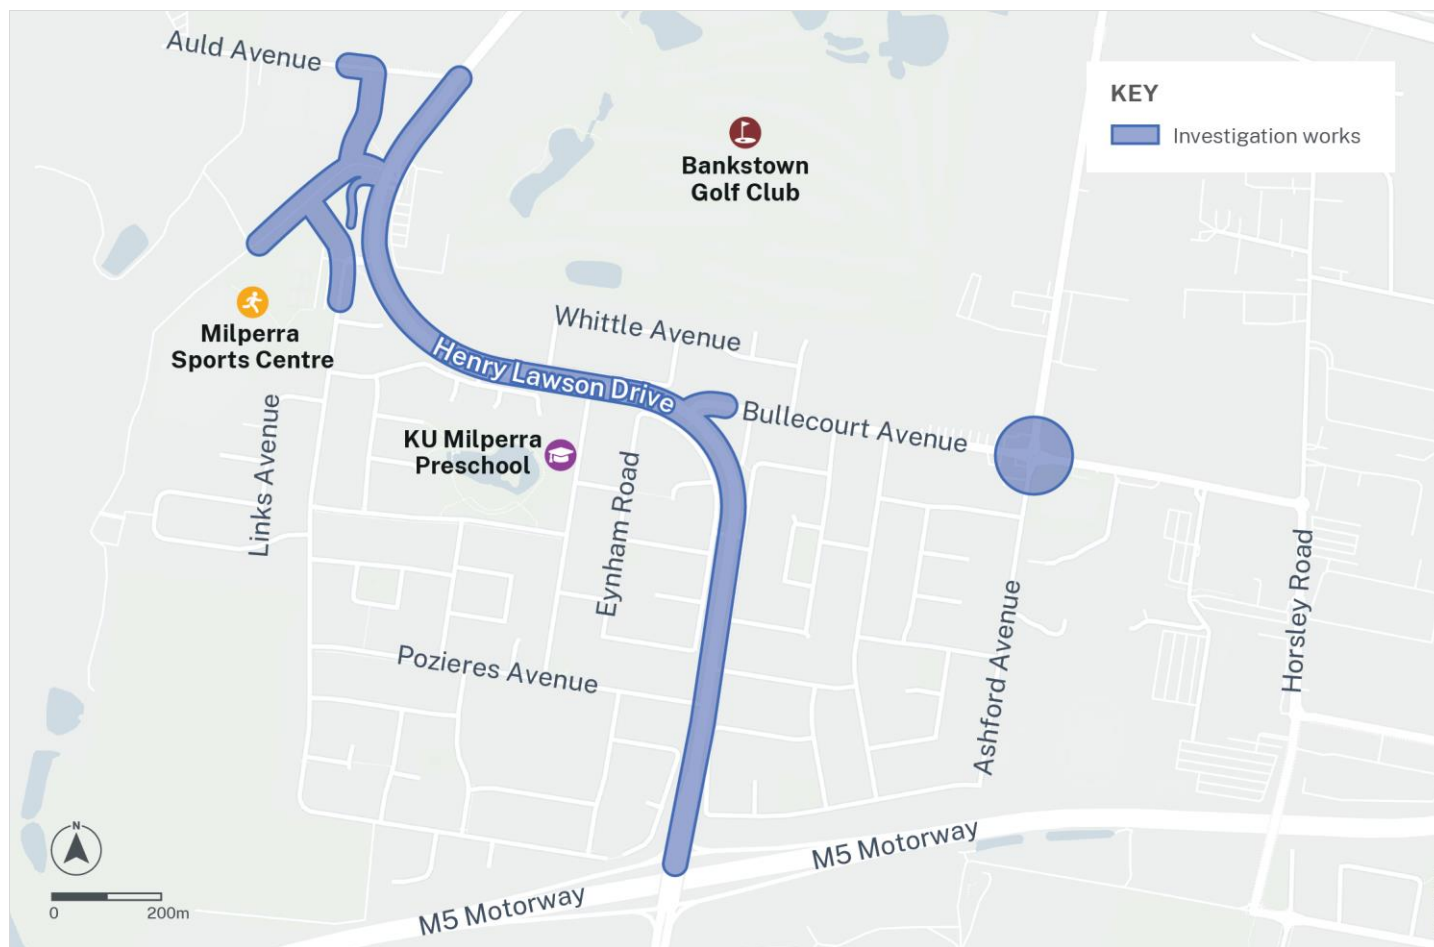 Auld Avenue
KEY
Investigation works
Bankstown
Golf Club
Milperra
Sports Centre
Whittle Avenue
Henry Lawson Drive
Bullecourt Avenue
KU Milperra
Preschool
Links Avenue
Eynham Road
Horsley Road
Ashford Avenue
Pozieres Avenue
M5 Motorway
M5 Motorway
N
0 200m